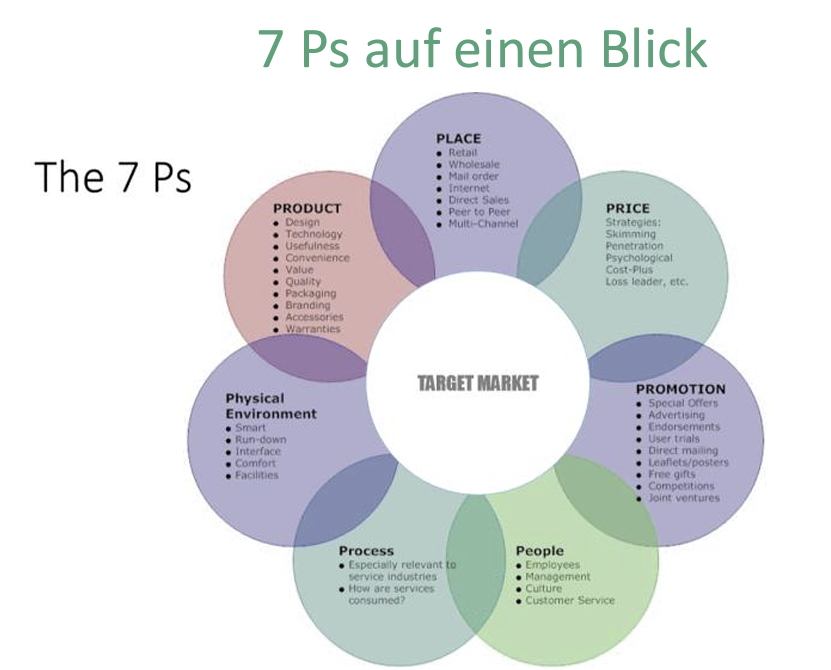 7 Ps auf einen Blick
The 7 Ps
PLACE
Retail
Wholesale
Mail order
Internet
Direct Sales
Peer to Peer
Multi-Channel
PRICE
Strategies:
Skimming
Penetration
Psychological
Cost-Plus
Loss leader, etc.
PRODUCT
Design
Technology
Usefulness
Convenience
Value
Quality
Packaging
Branding
Accessories
Warranties
TARGET MARKET
PROMOTION
Special Offers
Advertising
Endorsements
User trials
Direct mailing
Leaflets/posters
Free gifts
Competitions
Joint ventures
Physical
Environment
Smart
Run-down
Interface
Comfort
Facilities
Process
Especially relevant to
service industries
How are services
consumed?
People
Employees
Management
Culture
Customer Service